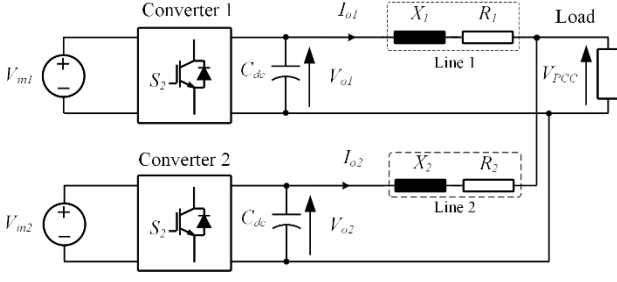 Converter 1
I_o1
X_1
R_1
Load
Line 1
V_in1
S_2
C_dc
V_o1
V_PCC
Converter 2
I_o2
X_2
R_2
Line 2
V_in2
S_2
C_dc
V_o2